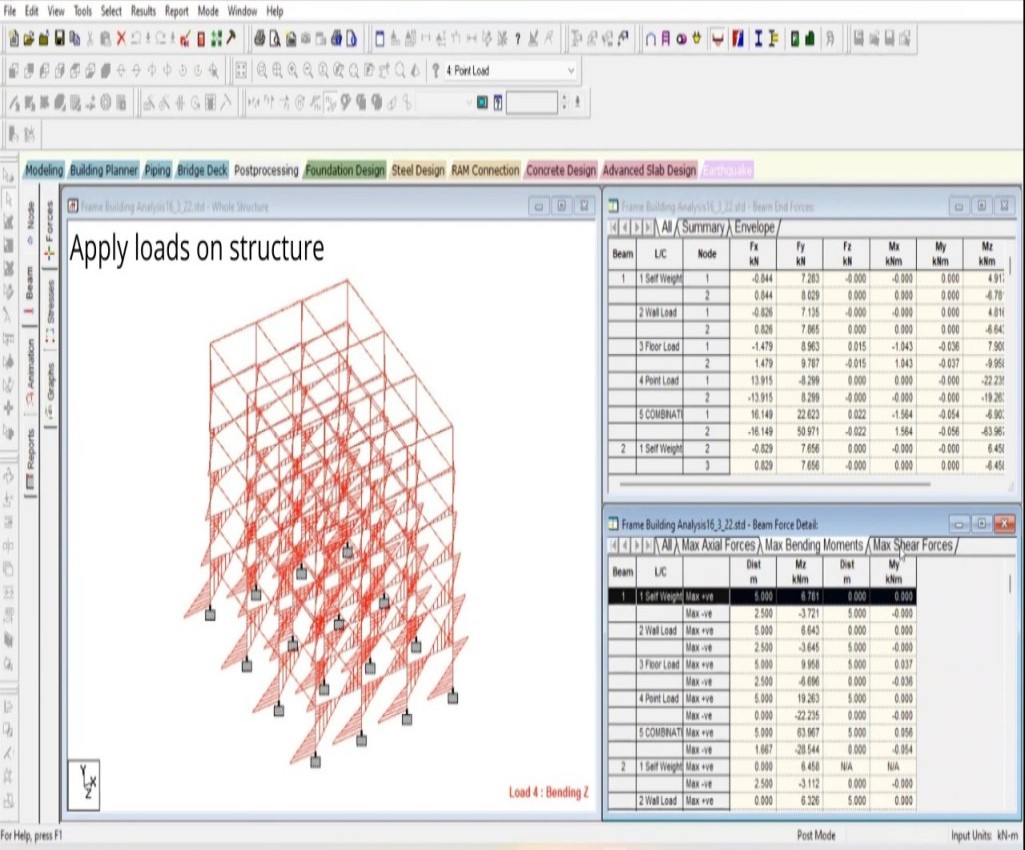 File Edit View Tools Select Results Report Mode Window Help
? 4: Point Load
Modeling Building Planner Piping Bridge Deck Postprocessing Foundation Design Steel Design RAM Connection Concrete Design Advanced Slab Design Earthquake
Node
Beam
Animation
Reports
Forces
Stresses
Graphs
Frame Building Analysis16_3_22.std - Whole Structure
Apply loads on structure
Load 4 : Bending Z
Y X Z
Frame Building Analysis16_3_22.std - Beam End Forces:
All Summary Envelope
Beam L/C Node Fx kN Fy kN Fz kN Mx kNm My kNm Mz kNm
1 1 Self Weight 1 -0.844 7.283 -0.000 -0.000 0.000 4.917
2 0.844 8.029 0.000 0.000 0.000 -6.78
2 Wall Load 1 -0.826 7.135 -0.000 -0.000 0.000 4.816
2 0.826 7.865 0.000 0.000 0.000 -6.64
3 Floor Load 1 -1.479 8.963 0.015 -1.043 -0.036 7.90
2 1.479 9.787 -0.015 1.043 -0.037 -9.95
4 Point Load 1 13.915 -8.299 0.000 0.000 -0.000 -22.23
2 -13.915 8.299 -0.000 -0.000 -0.000 -19.26
5 COMBINATI 1 16.149 22.623 0.022 -1.564 -0.054 -6.90
2 -16.149 50.971 -0.022 1.564 -0.056 -63.96
2 1 Self Weight 2 -0.829 7.656 -0.000 -0.000 0.000 6.45
3 0.829 7.656 -0.000 0.000 0.000 -6.45
Frame Building Analysis16_3_22.std - Beam Force Detail:
All Max Axial Forces Max Bending Moments Max Shear Forces
Beam L/C Dist m Mz kNm Dist m My kNm
1 1 Self Weight Max +ve 5.000 6.781 0.000 0.000
Max -ve 2.500 -3.721 5.000 -0.000
2 Wall Load Max +ve 5.000 6.643 0.000 0.000
Max -ve 2.500 -3.645 5.000 -0.000
3 Floor Load Max +ve 5.000 9.958 5.000 0.037
Max -ve 2.500 -4.696 0.000 -0.036
4 Point Load Max +ve 5.000 19.263 5.000 0.000
Max -ve 0.000 -22.235 0.000 -0.000
5 COMBINATI Max +ve 5.000 63.967 5.000 0.056
Max -ve 1.667 -28.544 0.000 -0.054
2 1 Self Weight Max +ve 0.000 6.458 N/A N/A
Max -ve 2.500 -3.112 0.000 -0.000
2 Wall Load Max +ve 0.000 6.326 5.000 0.000
For Help, press F1
Post Mode
Input Units: kN-m